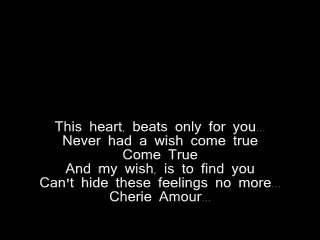 This heart, beats only for you...
Never had a wish come true
Come True
And my wish, is to find you
Can't hide these feelings no more...
Cherie Amour...